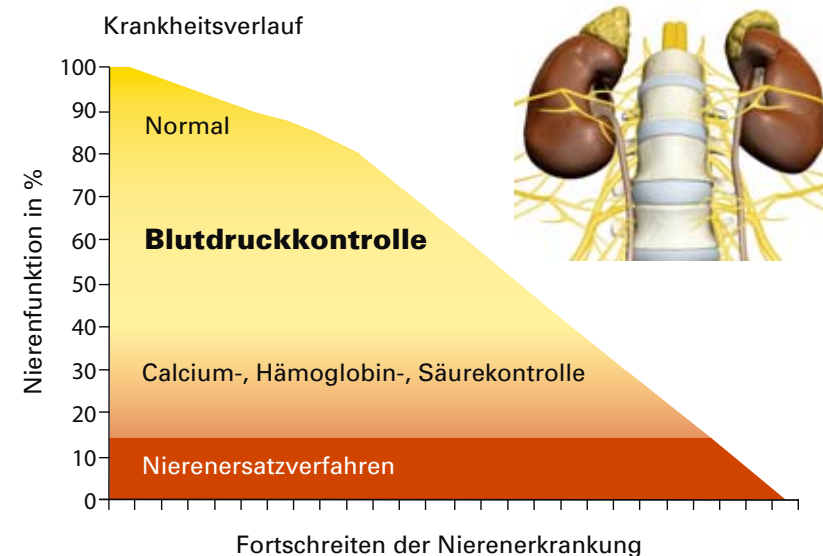 Krankheitsverlauf
Nierenfunktion in %
100
90
80
70
60
50
40
30
20
10
0
Normal
Blutdruckkontrolle
Calcium-, Hämoglobin-, Säurekontrolle
Nierenersatzverfahren
Fortschreiten der Nierenerkrankung